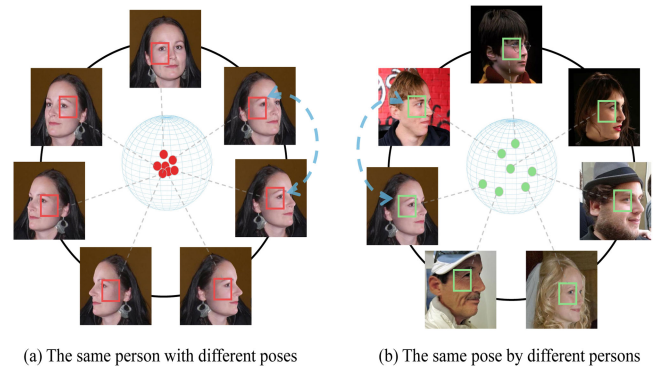 (a) The same person with different poses
(b) The same pose by different persons